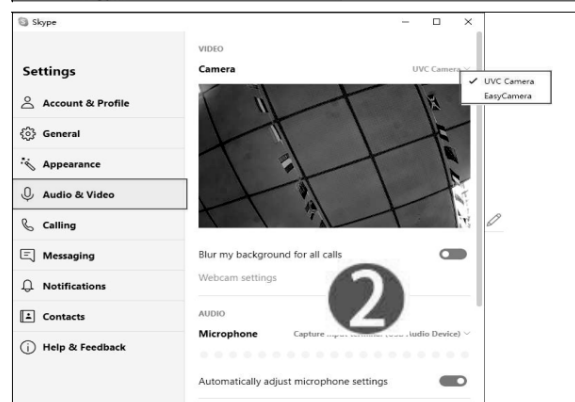 Skype
Settings
Account & Profile
General
Appearance
Audio & Video
Calling
Messaging
Notifications
Contacts
Help & Feedback
VIDEO
Camera
UVC Camera
UVC Camera
EasyCamera
Blur my background for all calls
Webcam settings
2
AUDIO
Microphone
Capture Audio Device)
Automatically adjust microphone settings